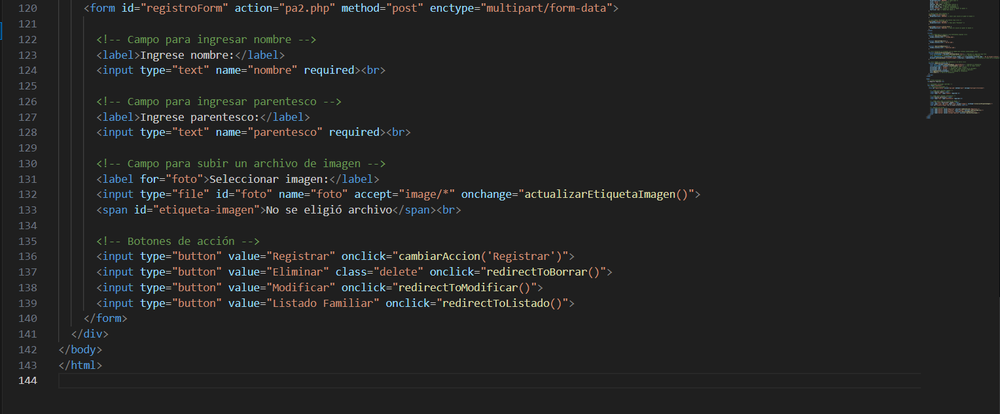 120 <form id="registroForm" action="pa2.php" method="post" enctype="multipart/form-data">
121
122 <!-- Campo para ingresar nombre -->
123 <label>Ingrese nombre:</label>
124 <input type="text" name="nombre" required><br>
125
126 <!-- Campo para ingresar parentesco -->
127 <label>Ingrese parentesco:</label>
128 <input type="text" name="parentesco" required><br>
129
130 <!-- Campo para subir un archivo de imagen -->
131 <label for="foto">Seleccionar imagen:</label>
132 <input type="file" id="foto" name="foto" accept="image/*" onchange="actualizarEtiquetaImagen()">
133 <span id="etiqueta-imagen">No se eligió archivo</span><br>
134
135 <!-- Botones de acción -->
136 <input type="button" value="Registrar" onclick="cambiarAccion('Registrar')">
137 <input type="button" value="Eliminar" class="delete" onclick="redirectToBorrar()">
138 <input type="button" value="Modificar" onclick="redirectToModificar()">
139 <input type="button" value="Listado Familiar" onclick="redirectToListado()">
140 </form>
141 </div>
142 </body>
143 </html>
144